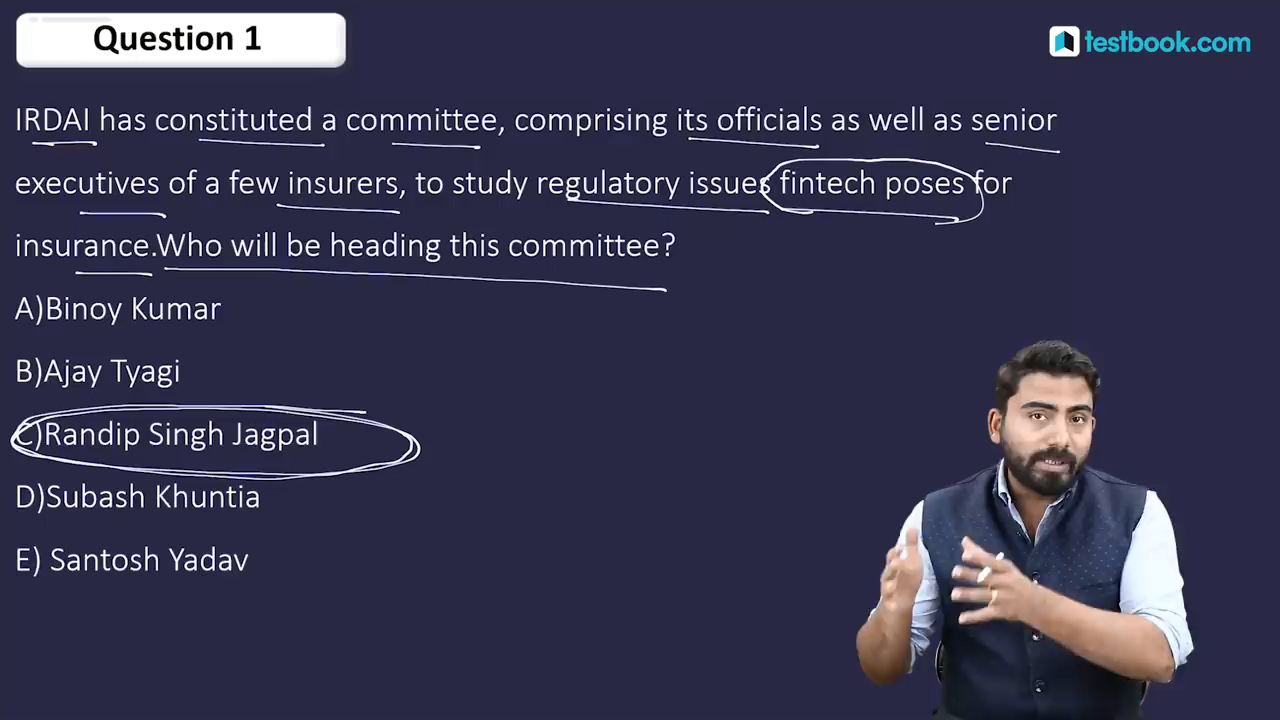 Question 1
testbook.com
IRDAI has constituted a committee, comprising its officials as well as senior
executives of a few insurers, to study regulatory issues fintech poses for
insurance.Who will be heading this committee?
A)Binoy Kumar
B)Ajay Tyagi
C)Randip Singh Jagpal
D)Subash Khuntia
E) Santosh Yadav